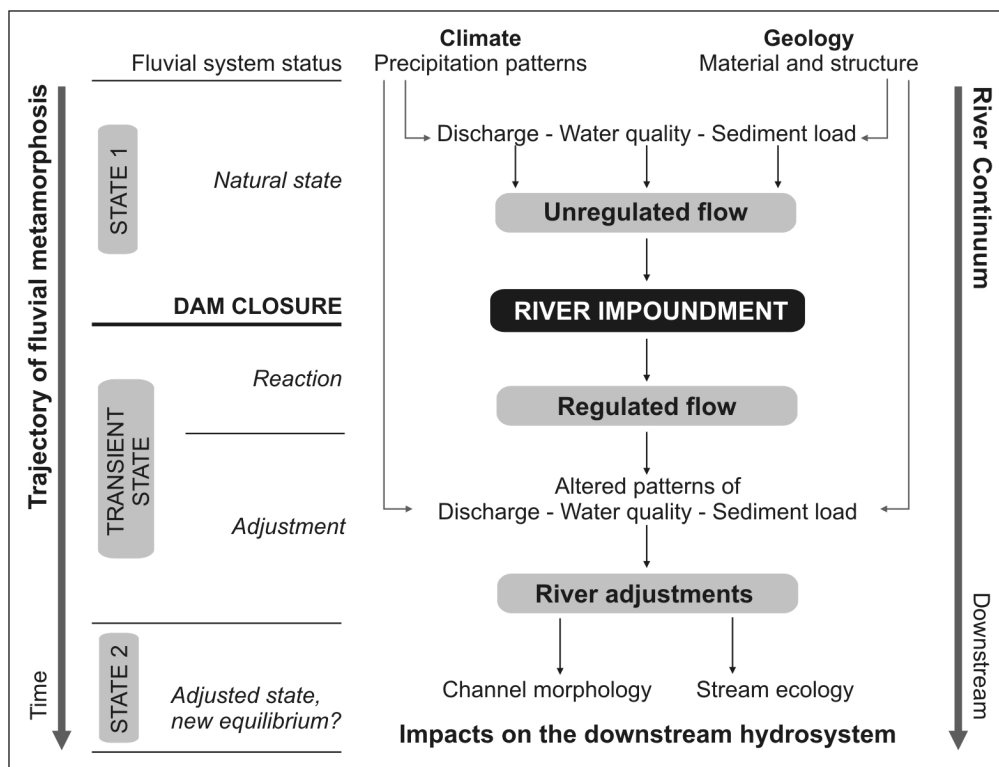 Climate
Geology
Fluvial system status
Precipitation patterns
Material and structure
Trajectory of fluvial metamorphosis
River Continuum
Discharge - Water quality - Sediment load
STATE 1
Natural state
Unregulated flow
DAM CLOSURE
RIVER IMPOUNDMENT
Reaction
Regulated flow
TRANSIENT
STATE
Altered patterns of
Discharge - Water quality - Sediment load
Adjustment
River adjustments
Time
Downstream
STATE 2
Adjusted state,
new equilibrium?
Channel morphology
Stream ecology
Impacts on the downstream hydrosystem